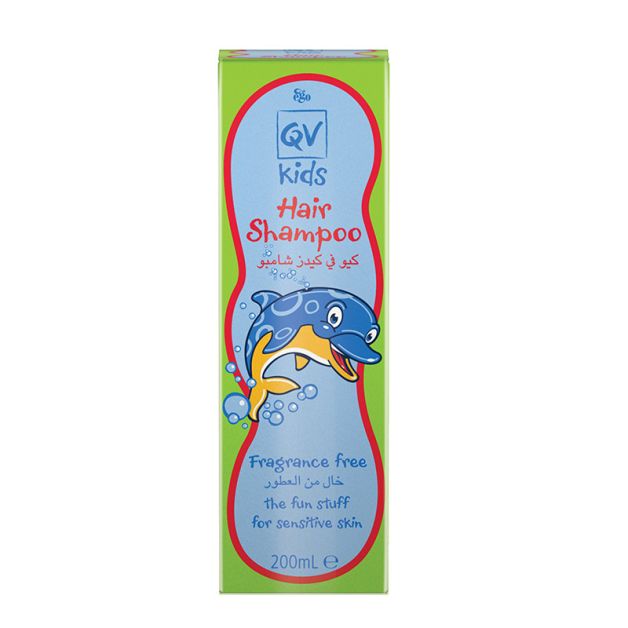 ego
QV
kids
Hair
Shampoo
كيو في كيدز شامبو
Fragrance free
خال من العطور
the fun stuff
for sensitive skin
200mL e